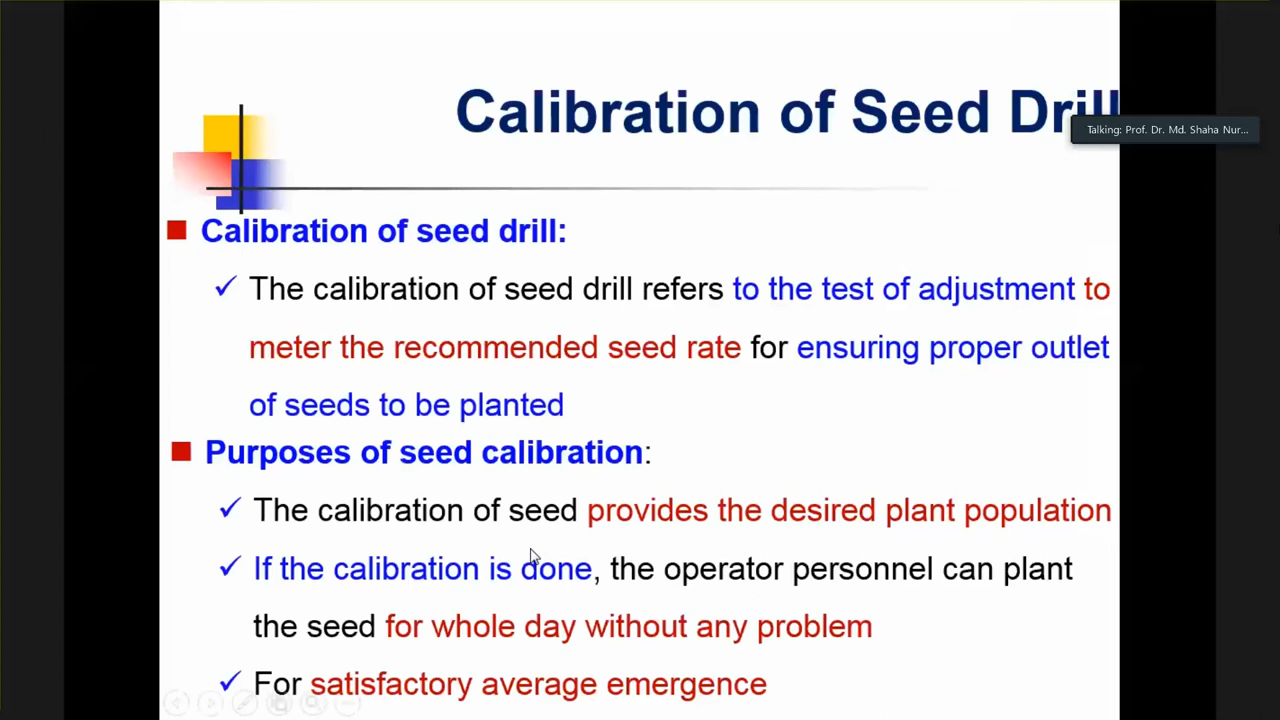 Calibration of Seed Drill
Talking: Prof. Dr. Md. Shaha Nur...
Calibration of seed drill:
The calibration of seed drill refers to the test of adjustment to
meter the recommended seed rate for ensuring proper outlet
of seeds to be planted
Purposes of seed calibration:
The calibration of seed provides the desired plant population
If the calibration is done, the operator personnel can plant
the seed for whole day without any problem
For satisfactory average emergence